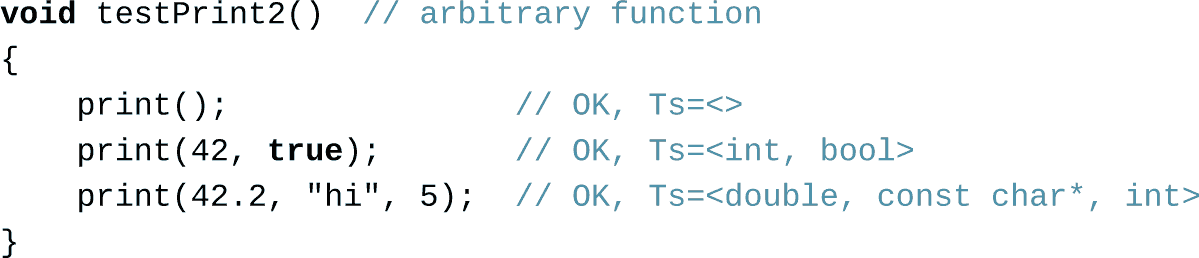 void testPrint2()  // arbitrary function
{
    print();               // OK, Ts=<>
    print(42, true);       // OK, Ts=<int, bool>
    print(42.2, "hi", 5);  // OK, Ts=<double, const char*, int>
}